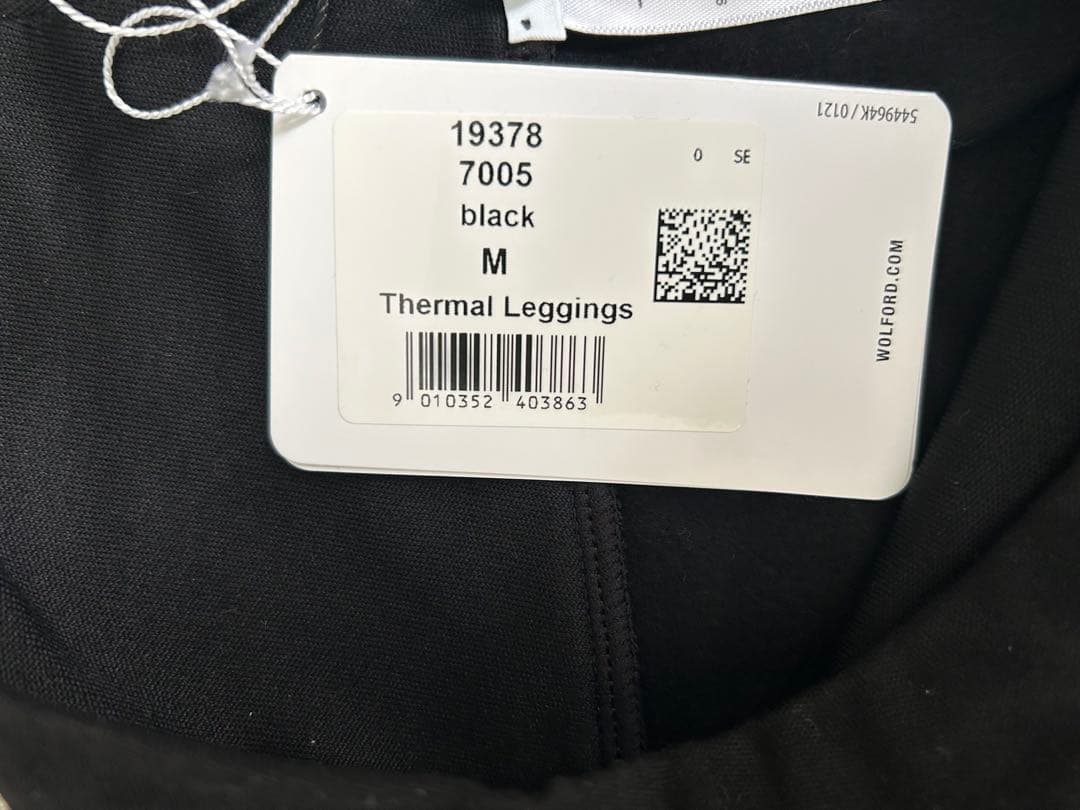 19378
7005
black
M
Thermal Leggings
9 010352 403863
0 SE
544964K / 0121
WOLFORD.COM